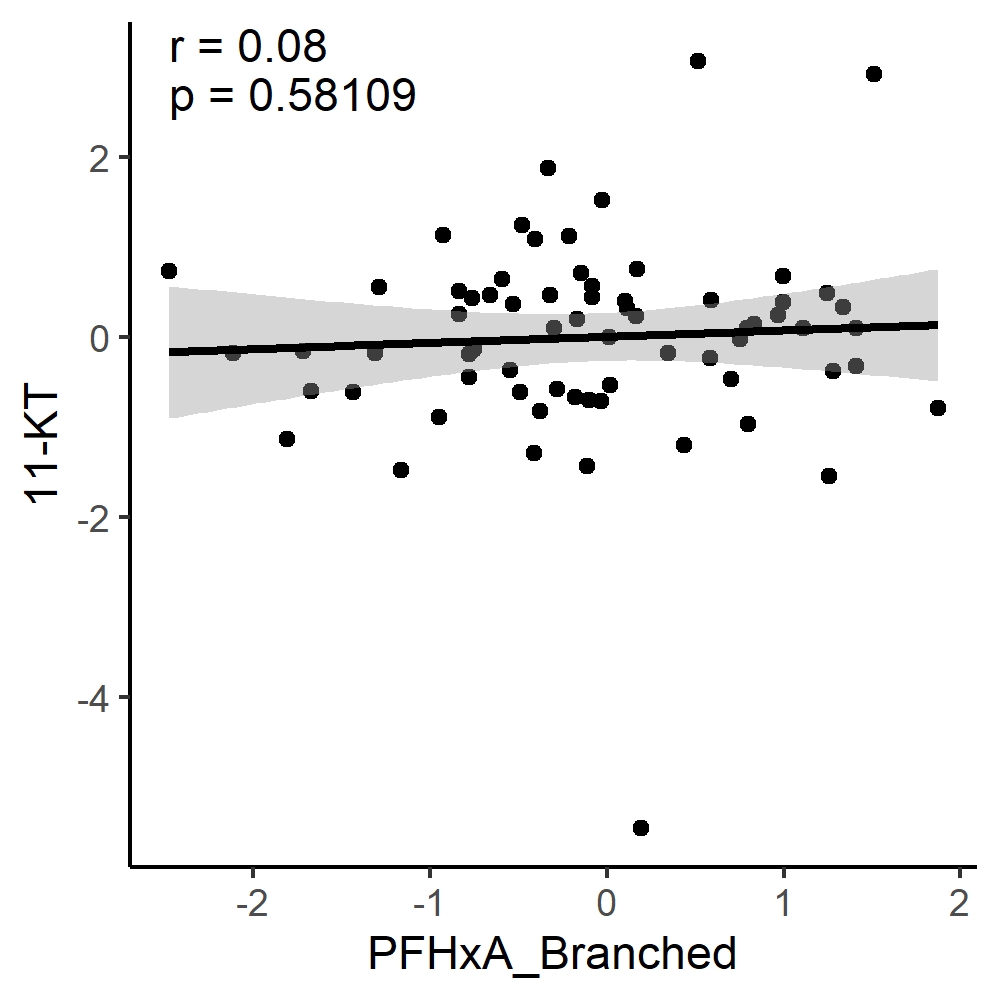 r = 0.08
p = 0.58109
2
0
-2
-4
11-KT
-2 -1 0 1 2
PFHxA_Branched